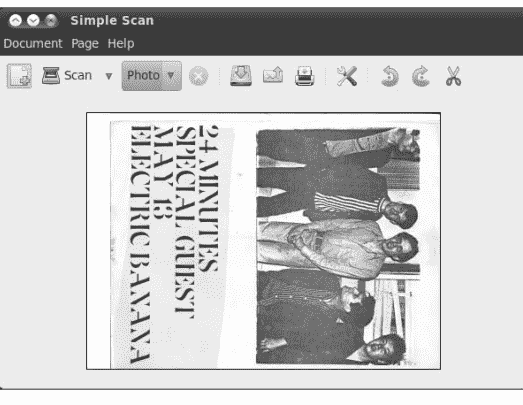 Simple Scan
Document Page Help
Scan Photo
24 MINUTES
SPECIAL GUEST
MAY 13
ELECTRIC BANANA